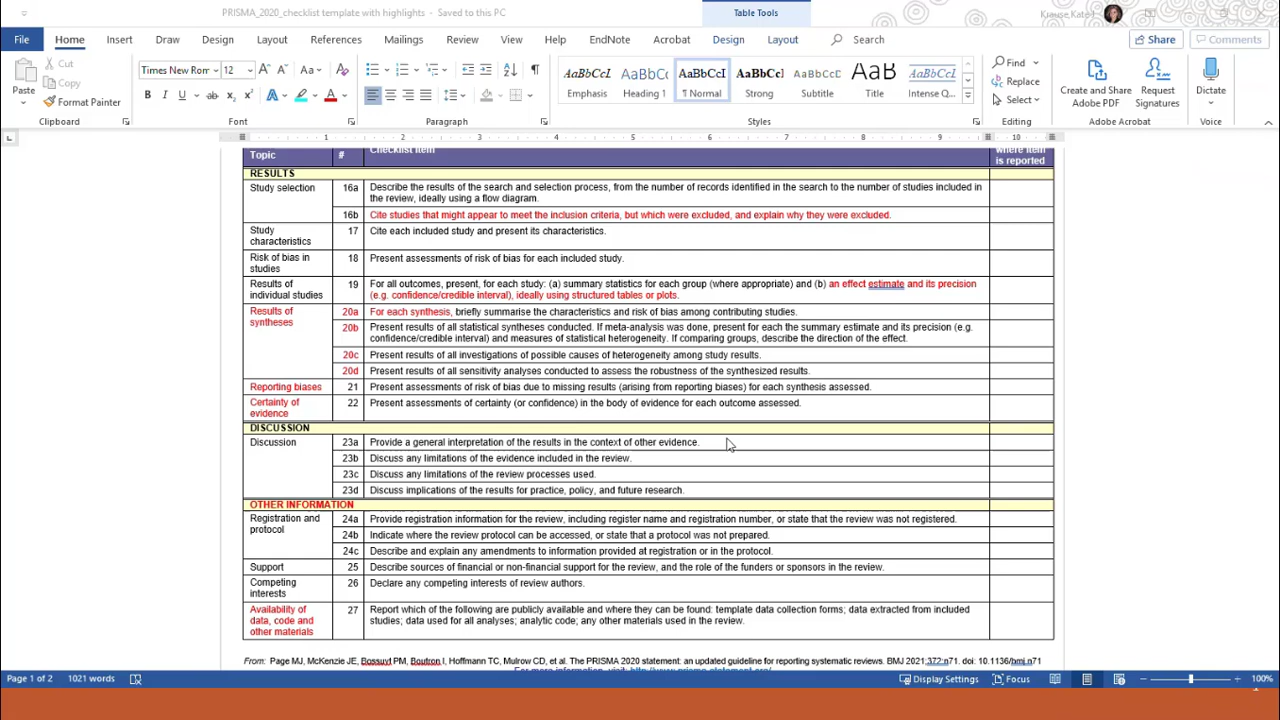 PRISMA_2020_checklist template with highlights - Saved to this PC
Table Tools
Krause, Kate
File Home Insert Draw Design Layout References Mailings Review View Help EndNote Acrobat Design Layout Search Share Comments
Paste
Cut
Copy
Format Painter
Clipboard
Times New Rom 12
Font
Paragraph
AaBbCcI AaBbCc AaBbCcI AaBbCc AaBbCcI AaB AaBbCcI
Emphasis Heading 1 ¶ Normal Strong Subtitle Title Intense Q...
Styles
Find
Replace
Select
Editing
Create and Share Adobe PDF
Request Signatures
Adobe Acrobat
Dictate
Voice
1 2 3 4 5 6 7 8 9 10
Topic # Checklist item where item is reported
RESULTS
Study selection 16a Describe the results of the search and selection process, from the number of records identified in the search to the number of studies included in
the review, ideally using a flow diagram.
16b Cite studies that might appear to meet the inclusion criteria, but which were excluded, and explain why they were excluded.
Study characteristics 17 Cite each included study and present its characteristics.
Risk of bias in studies 18 Present assessments of risk of bias for each included study.
Results of individual studies 19 For all outcomes, present, for each study: (a) summary statistics for each group (where appropriate) and (b) an effect estimate and its precision
(e.g. confidence/credible interval), ideally using structured tables or plots.
Results of syntheses 20a For each synthesis, briefly summarise the characteristics and risk of bias among contributing studies.
20b Present results of all statistical syntheses conducted. If meta-analysis was done, present for each the summary estimate and its precision (e.g.
confidence/credible interval) and measures of statistical heterogeneity. If comparing groups, describe the direction of the effect.
20c Present results of all investigations of possible causes of heterogeneity among study results.
20d Present results of all sensitivity analyses conducted to assess the robustness of the synthesized results.
Reporting biases 21 Present assessments of risk of bias due to missing results (arising from reporting biases) for each synthesis assessed.
Certainty of evidence 22 Present assessments of certainty (or confidence) in the body of evidence for each outcome assessed.
DISCUSSION
Discussion 23a Provide a general interpretation of the results in the context of other evidence.
23b Discuss any limitations of the evidence included in the review.
23c Discuss any limitations of the review processes used.
23d Discuss implications of the results for practice, policy, and future research.
OTHER INFORMATION
Registration and protocol 24a Provide registration information for the review, including register name and registration number, or state that the review was not registered.
24b Indicate where the review protocol can be accessed, or state that a protocol was not prepared.
24c Describe and explain any amendments to information provided at registration or in the protocol.
Support 25 Describe sources of financial or non-financial support for the review, and the role of the funders or sponsors in the review.
Competing interests 26 Declare any competing interests of review authors.
Availability of data, code and other materials 27 Report which of the following are publicly available and where they can be found: template data collection forms; data extracted from included
studies; data used for all analyses; analytic code; any other materials used in the review.
From: Page MJ, McKenzie JE, Bossuyt PM, Boutron I, Hoffmann TC, Mulrow CD, et al. The PRISMA 2020 statement: an updated guideline for reporting systematic reviews. BMJ 2021;372:n71. doi: 10.1136/bmj.n71
For more information, visit: http://www.prisma-statement.org/
Page 1 of 2 1021 words Display Settings Focus 100%